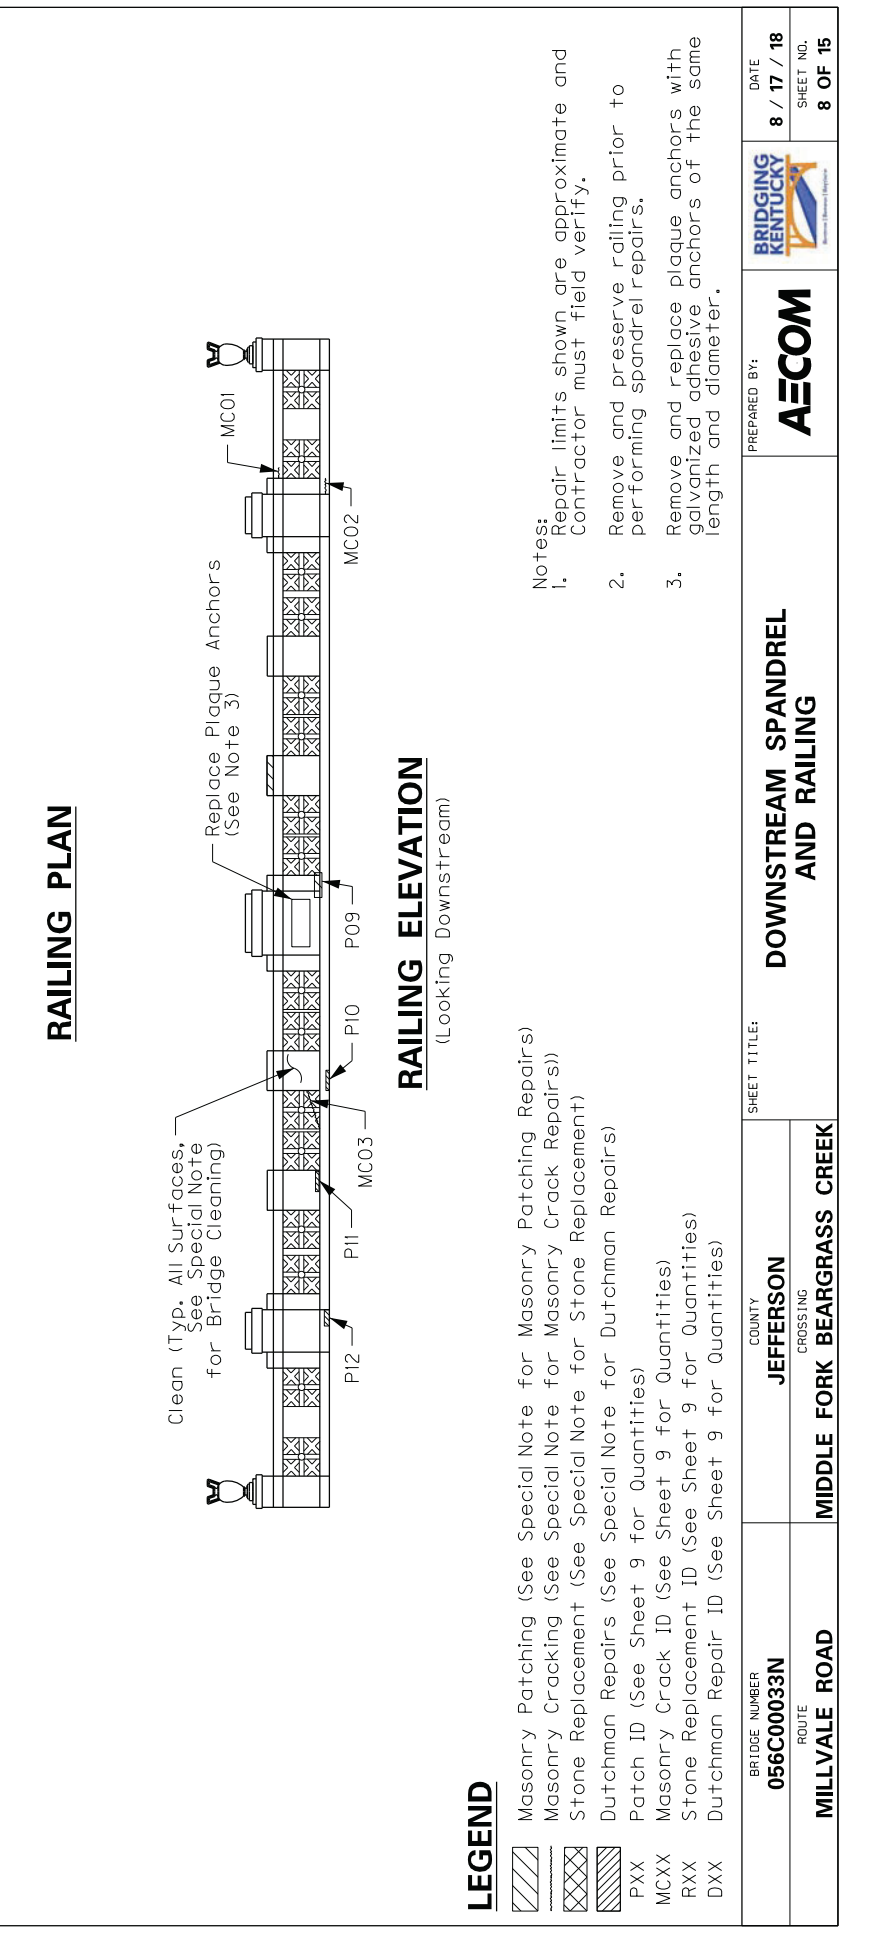 RAILING PLAN
Clean (Typ. All Surfaces,
See Special Note
for Bridge Cleaning)
Replace Plaque Anchors
(See Note 3)
MC01
P12
P11
MC03
P10
P09
MC02
RAILING ELEVATION
(Looking Downstream)
LEGEND
Masonry Patching (See Special Note for Masonry Patching Repairs)
Masonry Cracking (See Special Note for Masonry Crack Repairs))
Stone Replacement (See Special Note for Stone Replacement)
Dutchman Repairs (See Special Note for Dutchman Repairs)
PXX Patch ID (See Sheet 9 for Quantities)
MCXX Masonry Crack ID (See Sheet 9 for Quantities)
RXX Stone Replacement ID (See Sheet 9 for Quantities)
DXX Dutchman Repair ID (See Sheet 9 for Quantities)
Notes:
1. Repair limits shown are approximate and
Contractor must field verify.
2. Remove and preserve railing prior to
performing spandrel repairs.
3. Remove and replace plaque anchors with
galvanized adhesive anchors of the same
length and diameter.
BRIDGE NUMBER
056C00033N
ROUTE
MILLVALE ROAD
COUNTY
JEFFERSON
CROSSING
MIDDLE FORK BEARGRASS CREEK
SHEET TITLE:
DOWNSTREAM SPANDREL
AND RAILING
PREPARED BY:
AECOM
BRIDGING
KENTUCKY
DATE
8 / 17 / 18
SHEET NO.
8 OF 15